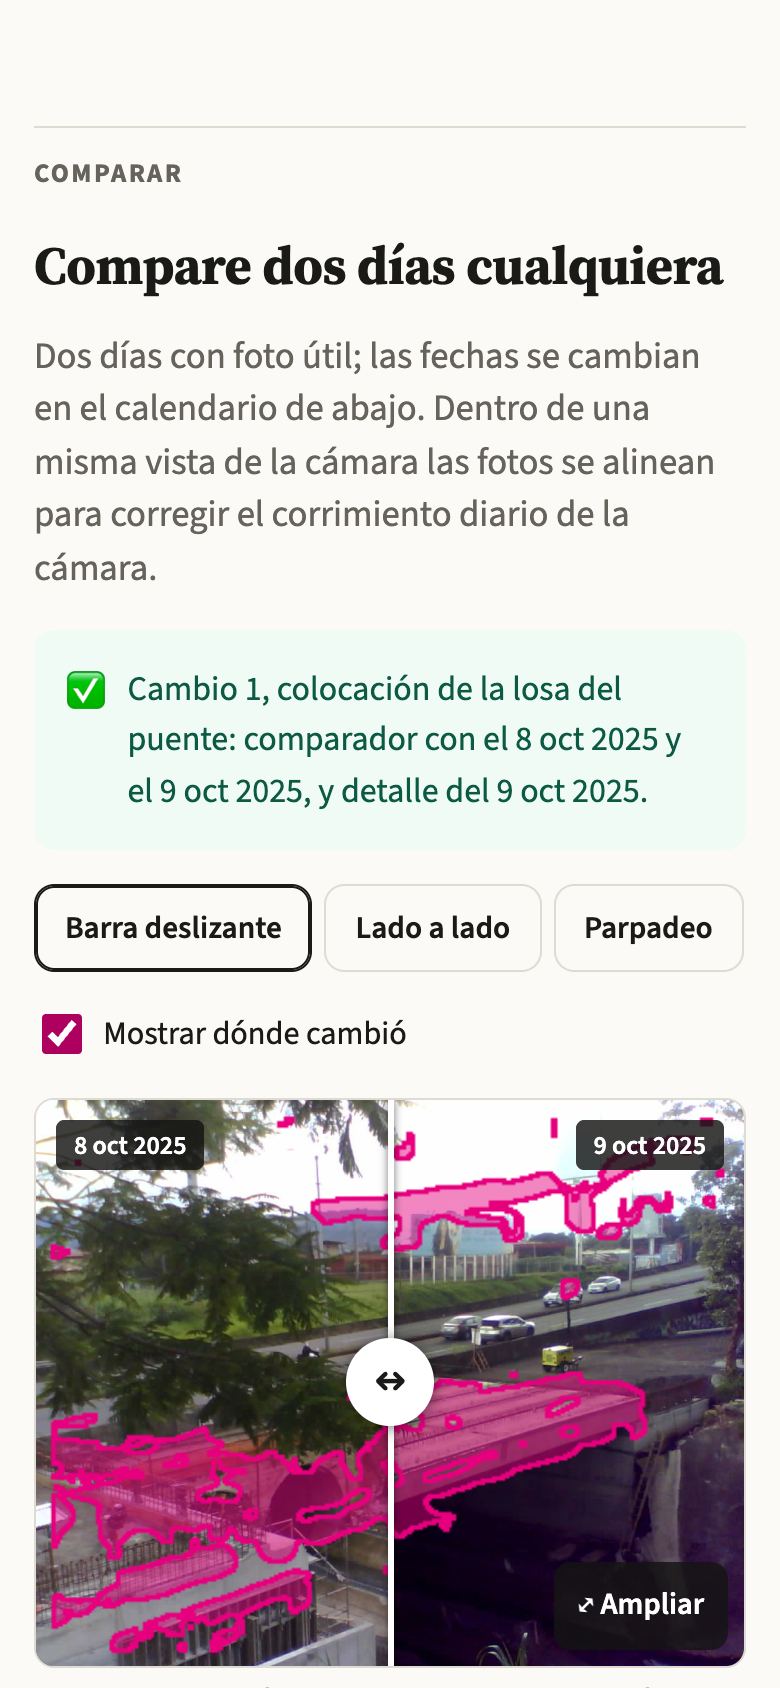 COMPARAR
Compare dos días cualquiera
Dos días con foto útil; las fechas se cambian
en el calendario de abajo. Dentro de una
misma vista de la cámara las fotos se alinean
para corregir el corrimiento diario de la
cámara.
Cambio 1, colocación de la losa del
puente: comparador con el 8 oct 2025 y
el 9 oct 2025, y detalle del 9 oct 2025.
Barra deslizante
Lado a lado
Parpadeo
Mostrar dónde cambió
8 oct 2025
9 oct 2025
Ampliar